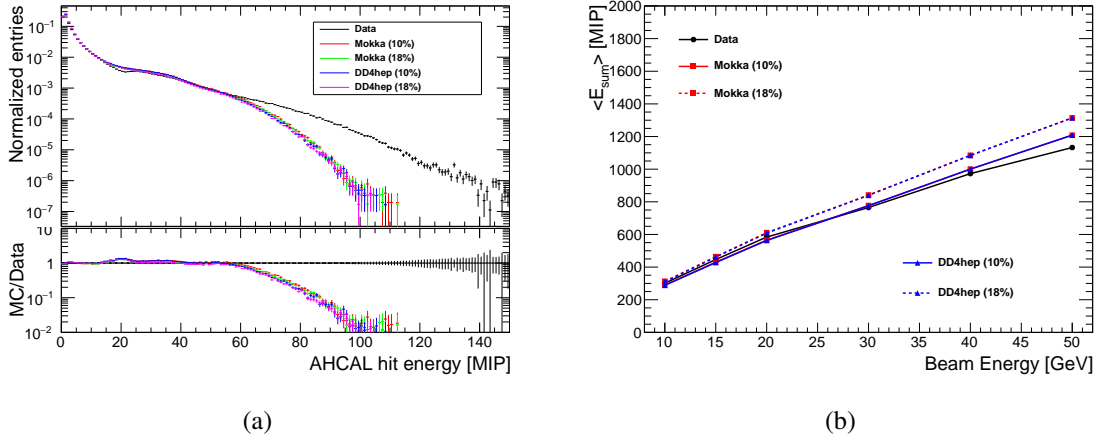 Normalized entries
10⁻¹
10⁻²
10⁻³
10⁻⁴
10⁻⁵
10⁻⁶
10⁻⁷
Data
Mokka (10%)
Mokka (18%)
DD4hep (10%)
DD4hep (18%)
MC/Data
10
1
10⁻¹
10⁻²
0 20 40 60 80 100 120 140
AHCAL hit energy [MIP]
(a)
<E_sum> [MIP]
2000
1800
1600
1400
1200
1000
800
600
400
200
0
Data
Mokka (10%)
Mokka (18%)
DD4hep (10%)
DD4hep (18%)
10 15 20 25 30 35 40 45 50
Beam Energy [GeV]
(b)